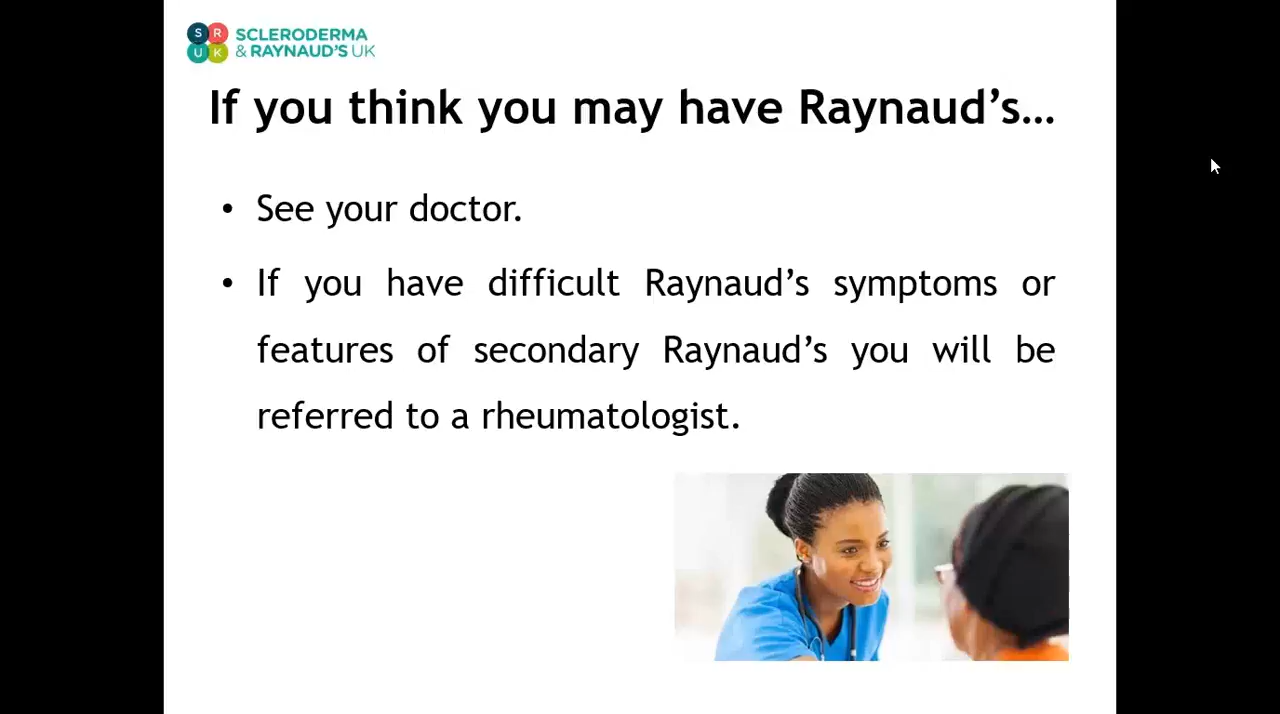 S R
U K
SCLERODERMA
& RAYNAUD'S UK
If you think you may have Raynaud’s…
• See your doctor.
• If you have difficult Raynaud’s symptoms or
features of secondary Raynaud’s you will be
referred to a rheumatologist.